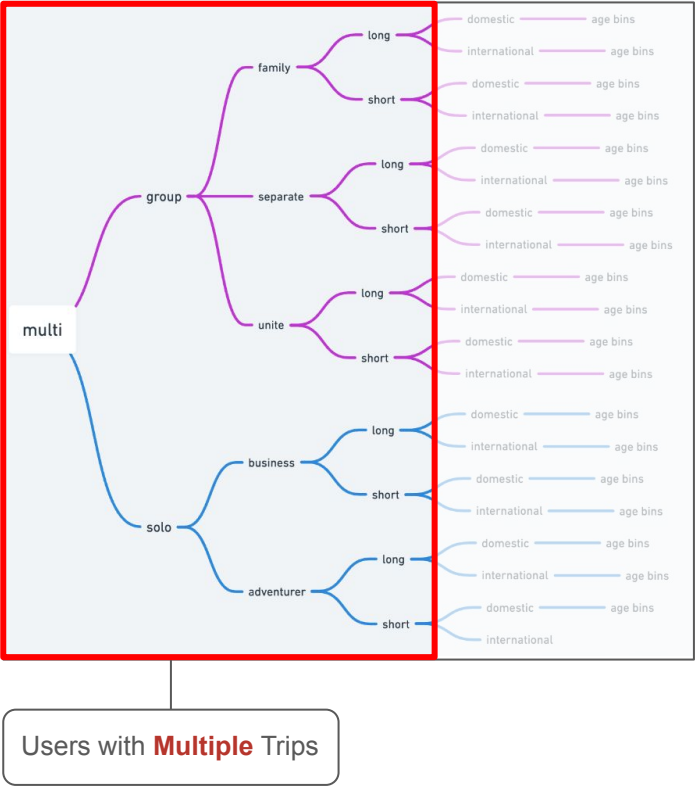 domestic age bins
long
international age bins
family
domestic age bins
short
international age bins
domestic age bins
long
international age bins
group
separate
domestic age bins
short
international age bins
domestic age bins
long
international age bins
unite
domestic age bins
short
international age bins
multi
domestic age bins
long
international age bins
business
domestic age bins
short
international age bins
solo
domestic age bins
long
international age bins
adventurer
domestic age bins
short
international
Users with Multiple Trips